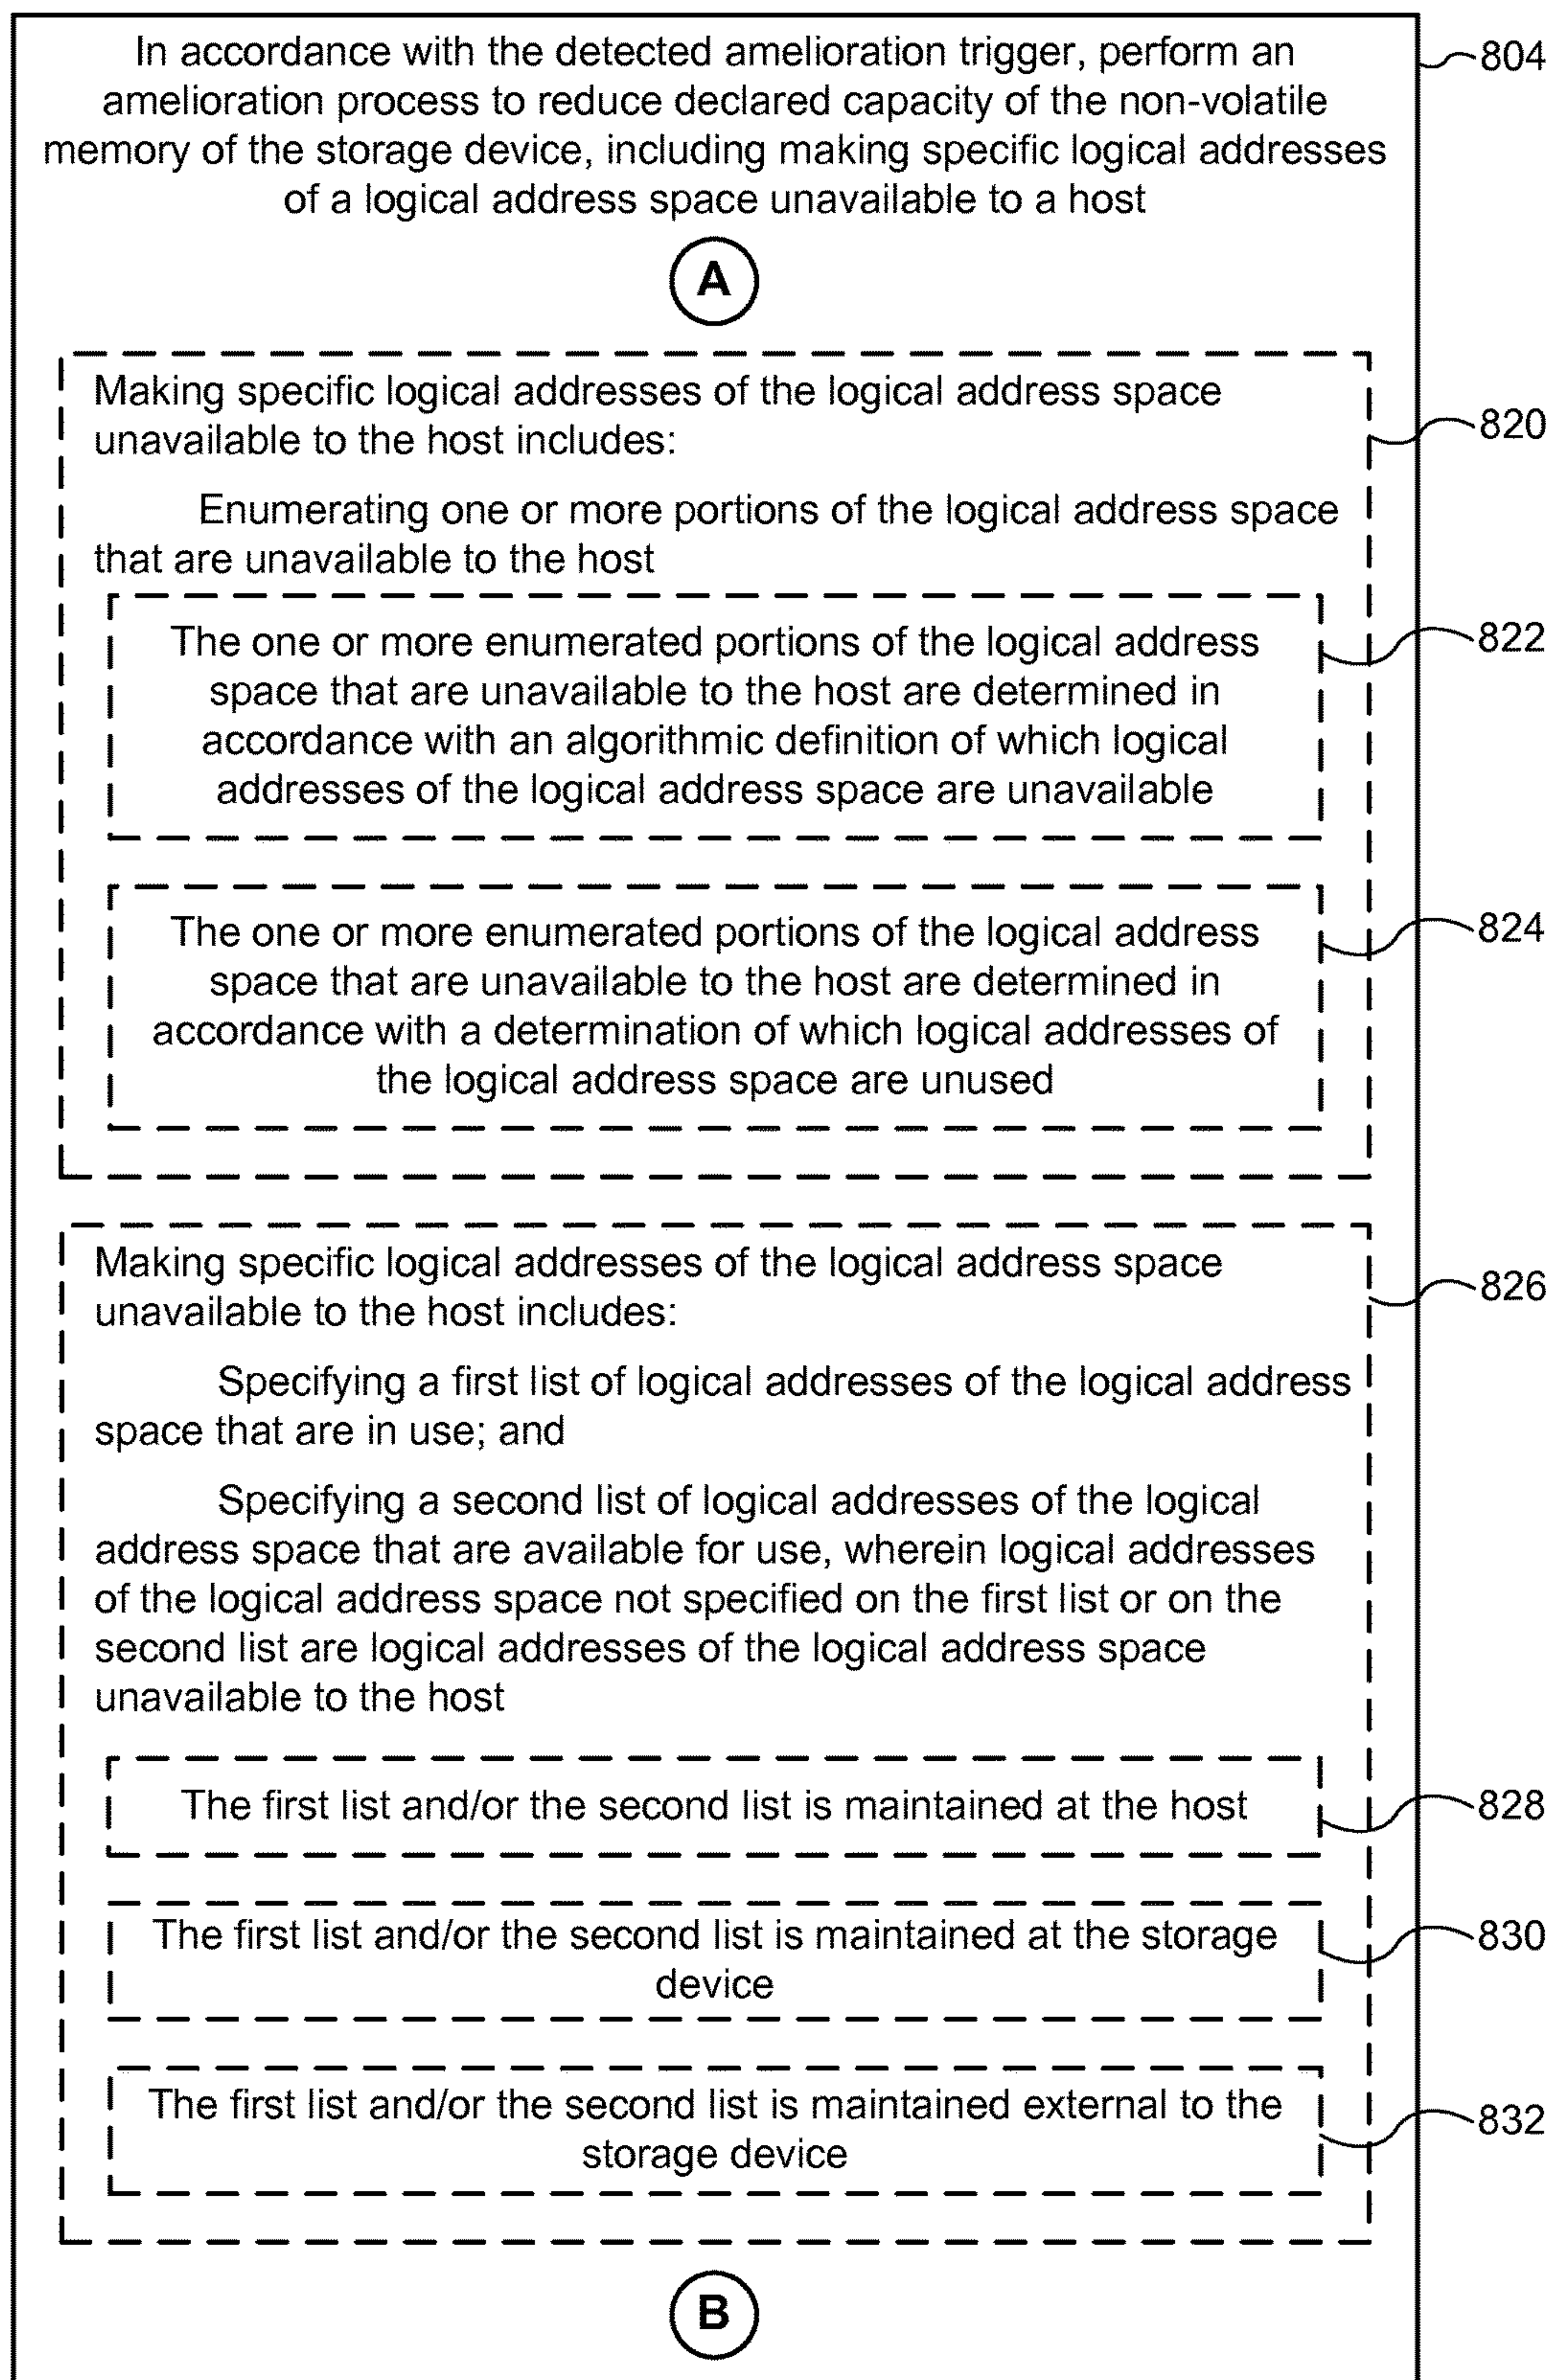 In accordance with the detected amelioration trigger, perform an
amelioration process to reduce declared capacity of the non-volatile
memory of the storage device, including making specific logical addresses
of a logical address space unavailable to a host
804
A
Making specific logical addresses of the logical address space
unavailable to the host includes:
820
Enumerating one or more portions of the logical address space
that are unavailable to the host
The one or more enumerated portions of the logical address
space that are unavailable to the host are determined in
accordance with an algorithmic definition of which logical
addresses of the logical address space are unavailable
822
The one or more enumerated portions of the logical address
space that are unavailable to the host are determined in
accordance with a determination of which logical addresses of
the logical address space are unused
824
Making specific logical addresses of the logical address space
unavailable to the host includes:
826
Specifying a first list of logical addresses of the logical address
space that are in use; and
Specifying a second list of logical addresses of the logical
address space that are available for use, wherein logical addresses
of the logical address space not specified on the first list or on the
second list are logical addresses of the logical address space
unavailable to the host
The first list and/or the second list is maintained at the host
828
The first list and/or the second list is maintained at the storage
device
830
The first list and/or the second list is maintained external to the
storage device
832
B